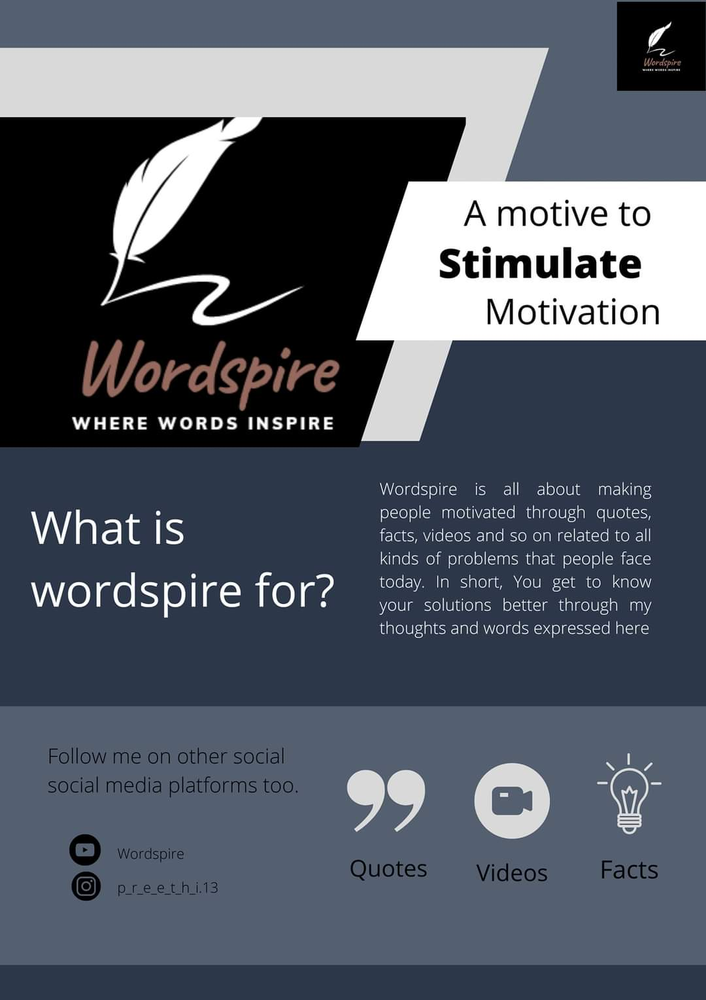 Wordspire
WHERE WORDS INSPIRE
A motive to
Stimulate
Motivation
Wordspire
WHERE WORDS INSPIRE
What is
wordspire for?
Wordspire is all about making
people motivated through quotes,
facts, videos and so on related to all
kinds of problems that people face
today. In short, You get to know
your solutions better through my
thoughts and words expressed here
Follow me on other social
social media platforms too.
Wordspire
p_r_e_e_t_h_i.13
Quotes
Videos
Facts